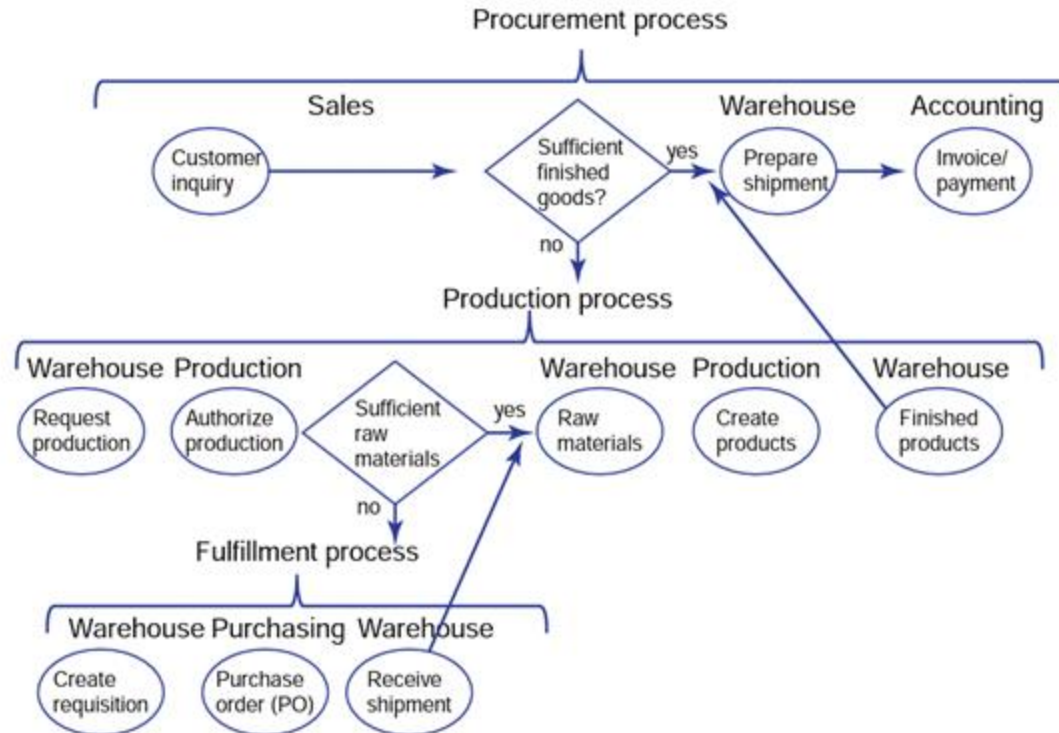 Procurement process
Sales
Warehouse
Accounting
Customer
inquiry
Sufficient
finished
goods?
yes
Prepare
shipment
Invoice/
payment
no
Production process
Warehouse
Production
Warehouse
Production
Warehouse
Request
production
Authorize
production
Sufficient
raw
materials
yes
Raw
materials
Create
products
Finished
products
no
Fulfillment process
Warehouse
Purchasing
Warehouse
Create
requisition
Purchase
order (PO)
Receive
shipment